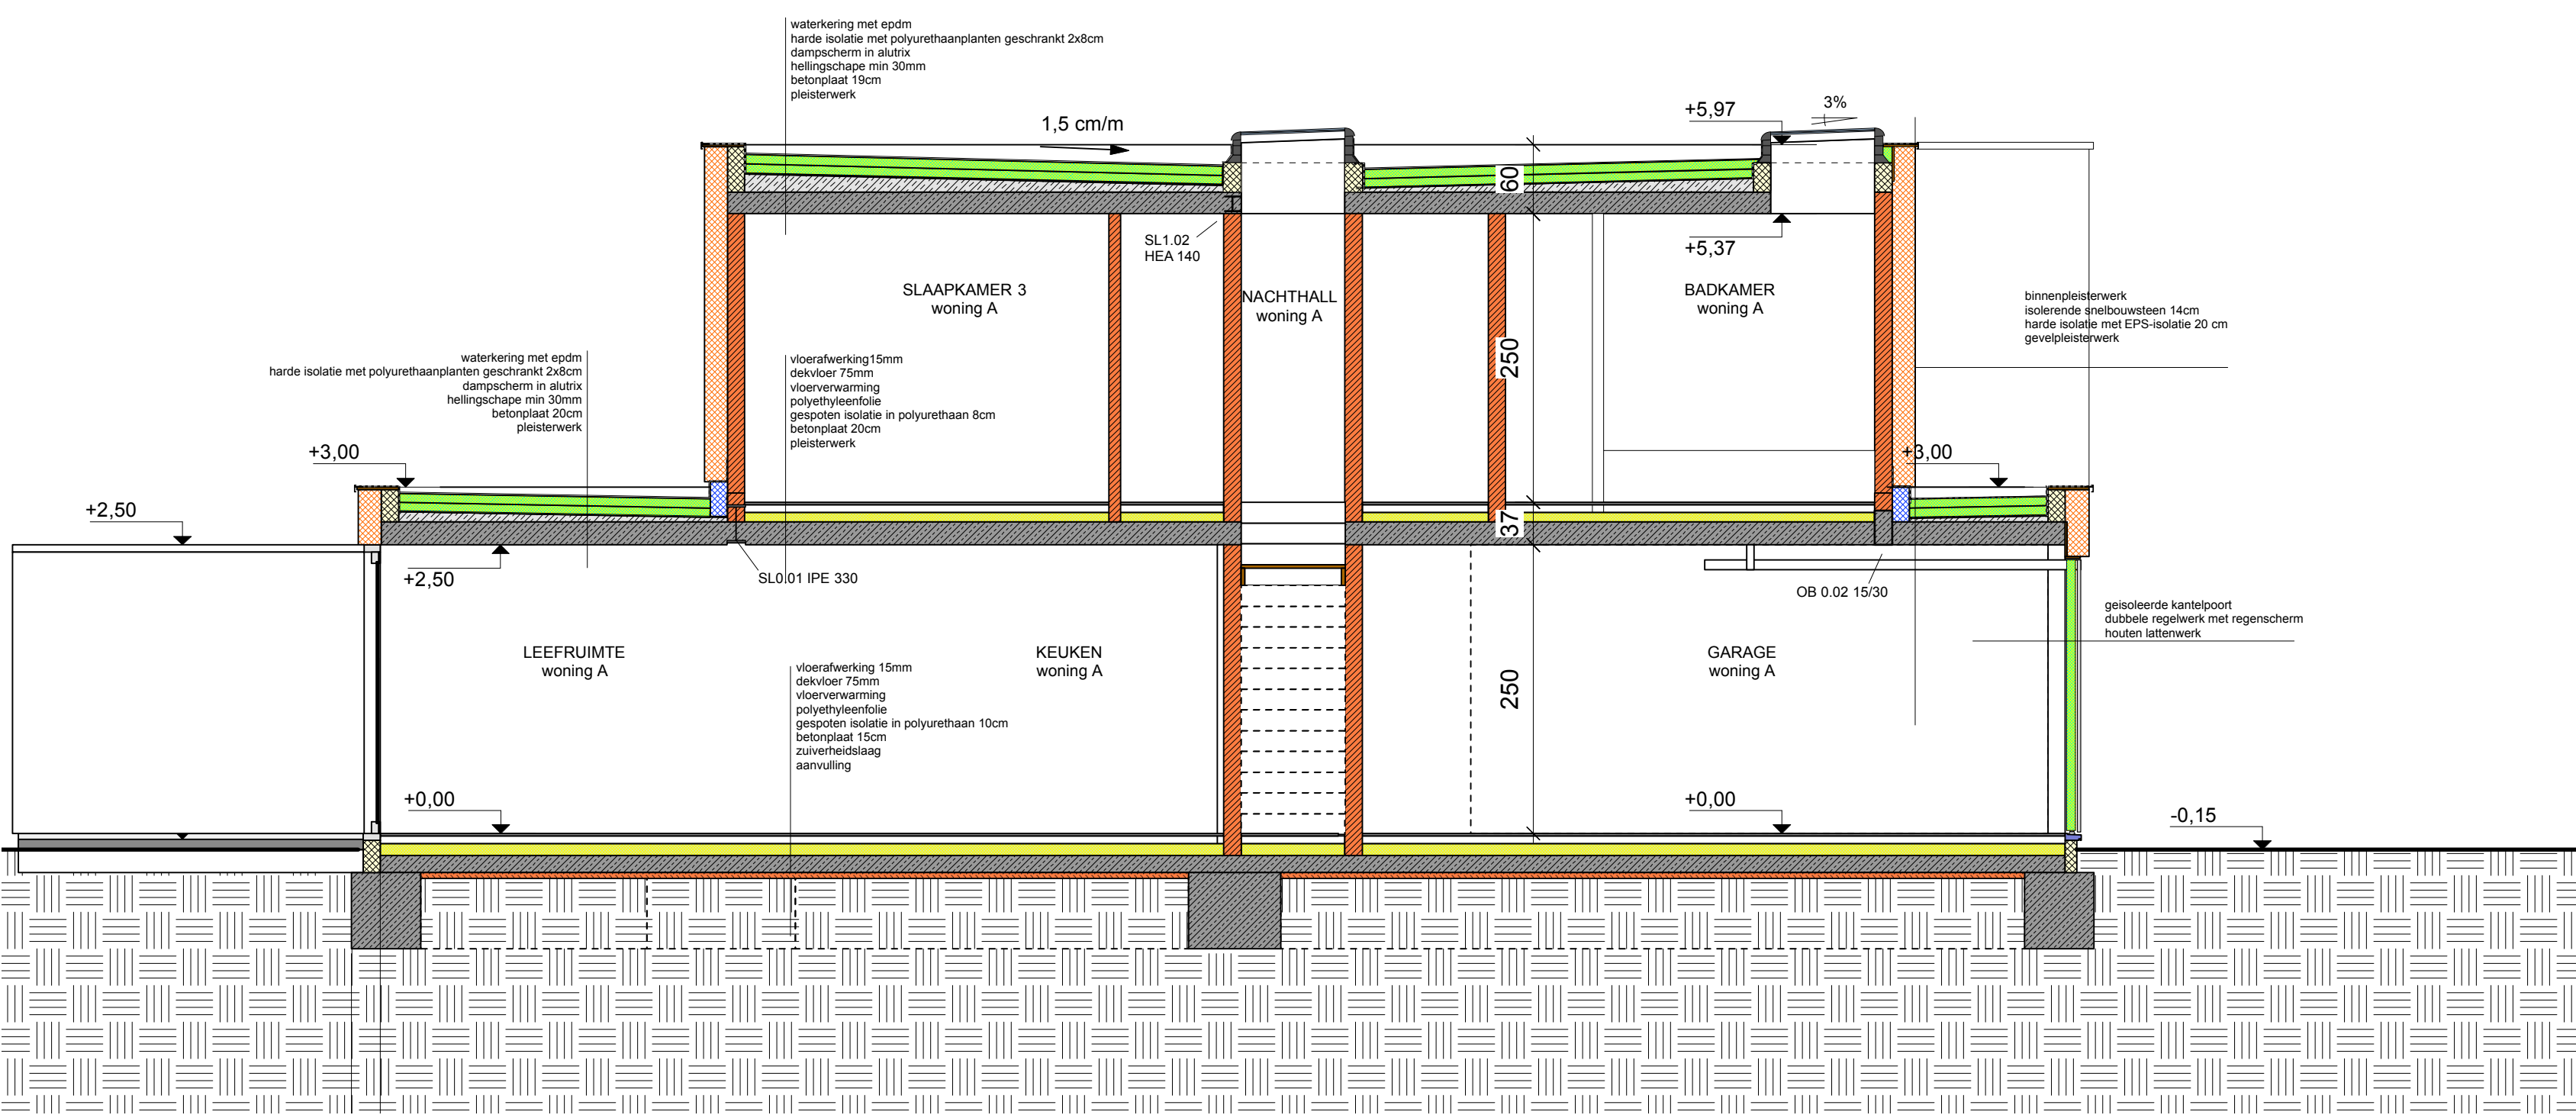 waterkering met epdm
harde isolatie met polyurethaanplanten geschrankt 2x8cm
dampscherm in alutrix
hellingschape min 30mm
betonplaat 19cm
pleisterwerk
1,5 cm/m
+5,97
3%
60
+5,37
SL1.02
HEA 140
SLAAPKAMER 3
woning A
NACHTHALL
woning A
BADKAMER
woning A
250
binnenpleisterwerk
isolerende snelbouwsteen 14cm
harde isolatie met EPS-isolatie 20 cm
gevelpleisterwerk
waterkering met epdm
harde isolatie met polyurethaanplanten geschrankt 2x8cm
dampscherm in alutrix
hellingschape min 30mm
betonplaat 20cm
pleisterwerk
vloerafwerking15mm
dekvloer 75mm
vloerverwarming
polyethyleenfolie
gespoten isolatie in polyurethaan 8cm
betonplaat 20cm
pleisterwerk
+3,00
+3,00
+2,50
37
+2,50
SL0.01 IPE 330
OB 0.02 15/30
geisoleerde kantelpoort
dubbele regelwerk met regenscherm
houten lattenwerk
LEEFRUIMTE
woning A
KEUKEN
woning A
GARAGE
woning A
250
vloerafwerking 15mm
dekvloer 75mm
vloerverwarming
polyethyleenfolie
gespoten isolatie in polyurethaan 10cm
betonplaat 15cm
zuiverheidslaag
aanvulling
+0,00
+0,00
-0,15